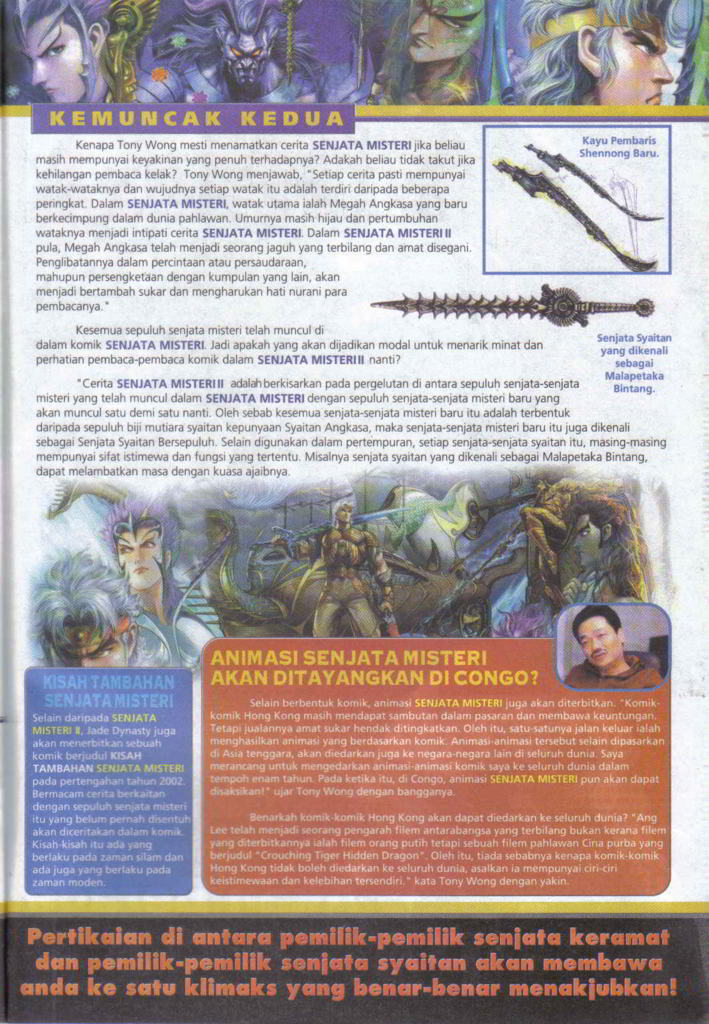 KEMUNCAK KEDUA
Kenapa Tony Wong mesti menamatkan cerita SENJATA MISTERI jika beliau
masih mempunyai keyakinan yang penuh terhadapnya? Adakah beliau tidak takut jika
kehilangan pembaca kelak? Tony Wong menjawab, "Setiap cerita pasti mempunyai
watak-wataknya dan wujudnya setiap watak itu adalah terdiri daripada beberapa
peringkat. Dalam SENJATA MISTERI, watak utama ialah Megah Angkasa yang baru
berkecimpung dalam dunia pahlawan. Umurnya masih hijau dan pertumbuhan
wataknya menjadi intipati cerita SENJATA MISTERI. Dalam SENJATA MISTERI II
pula, Megah Angkasa telah menjadi seorang jaguh yang terbilang dan amat disegani.
Penglibatannya dalam percintaan atau persaudaraan,
mahupun persengketaan dengan kumpulan yang lain, akan
menjadi bertambah sukar dan mengharukan hati nurani para
pembacanya."
Kayu Pembaris
Shennong Baru.
Kesemua sepuluh senjata misteri telah muncul di
dalam komik SENJATA MISTERI. Jadi apakah yang akan dijadikan modal untuk menarik minat dan
perhatian pembaca-pembaca komik dalam SENJATA MISTERI II nanti?
Senjata Syaitan
yang dikenali
sebagai
Malapetaka
Bintang.
"Cerita SENJATA MISTERI II adalah berkisarkan pada pergelutan di antara sepuluh senjata-senjata
misteri yang telah muncul dalam SENJATA MISTERI dengan sepuluh senjata-senjata misteri baru yang
akan muncul satu demi satu nanti. Oleh sebab kesemua senjata-senjata misteri baru itu adalah terbentuk
daripada sepuluh biji mutiara syaitan kepunyaan Syaitan Angkasa, maka senjata-senjata misteri baru itu juga dikenali
sebagai Senjata Syaitan Bersepuluh. Selain digunakan dalam pertempuran, setiap senjata-senjata syaitan itu, masing-masing
mempunyai sifat istimewa dan fungsi yang tertentu. Misalnya senjata syaitan yang dikenali sebagai Malapetaka Bintang,
dapat melambatkan masa dengan kuasa ajaibnya.
KISAH TAMBAHAN
SENJATA MISTERI
Selain daripada SENJATA
MISTERI II, Jade Dynasty juga
akan menerbitkan sebuah
komik berjudul KISAH
TAMBAHAN SENJATA MISTERI
pada pertengahan tahun 2002.
Bermacam cerita berkaitan
dengan sepuluh senjata misteri
itu yang belum pernah disentuh
akan diceritakan dalam komik.
Kisah-kisah itu ada yang
berlaku pada zaman silam dan
ada juga yang berlaku pada
zaman moden.
ANIMASI SENJATA MISTERI
AKAN DITAYANGKAN DI CONGO?
Selain berbentuk komik, animasi SENJATA MISTERI juga akan diterbitkan. "Komik-
komik Hong Kong masih mendapat sambutan dalam pasaran dan membawa keuntungan.
Tetapi jualannya amat sukar hendak ditingkatkan. Oleh itu, satu-satunya jalan keluar ialah
menghasilkan animasi yang berdasarkan komik. Animasi-animasi tersebut selain dipasarkan
di Asia tenggara, akan diedarkan juga ke negara-negara lain di seluruh dunia. Saya
merancang untuk mengedarkan animasi-animasi komik saya ke seluruh dunia dalam
tempoh enam tahun. Pada ketika itu, di Congo, animasi SENJATA MISTERI pun akan dapat
disaksikan!" ujar Tony Wong dengan bangganya.
Benarkah komik-komik Hong Kong akan dapat diedarkan ke seluruh dunia? "Ang
Lee telah menjadi seorang pengarah filem antarabangsa yang terbilang bukan kerana filem
yang diterbitkannya ialah filem orang putih tetapi sebuah filem pahlawan Cina purba yang
berjudul "Crouching Tiger Hidden Dragon". Oleh itu, tiada sebabnya kenapa komik-komik
Hong Kong tidak boleh diedarkan ke seluruh dunia, asalkan ia mempunyai ciri-ciri
keistimewaan dan kelebihan tersendiri." kata Tony Wong dengan yakin.
Pertikaian di antara pemilik-pemilik senjata keramat
dan pemilik-pemilik senjata syaitan akan membawa
anda ke satu klimaks yang benar-benar menakjubkan!